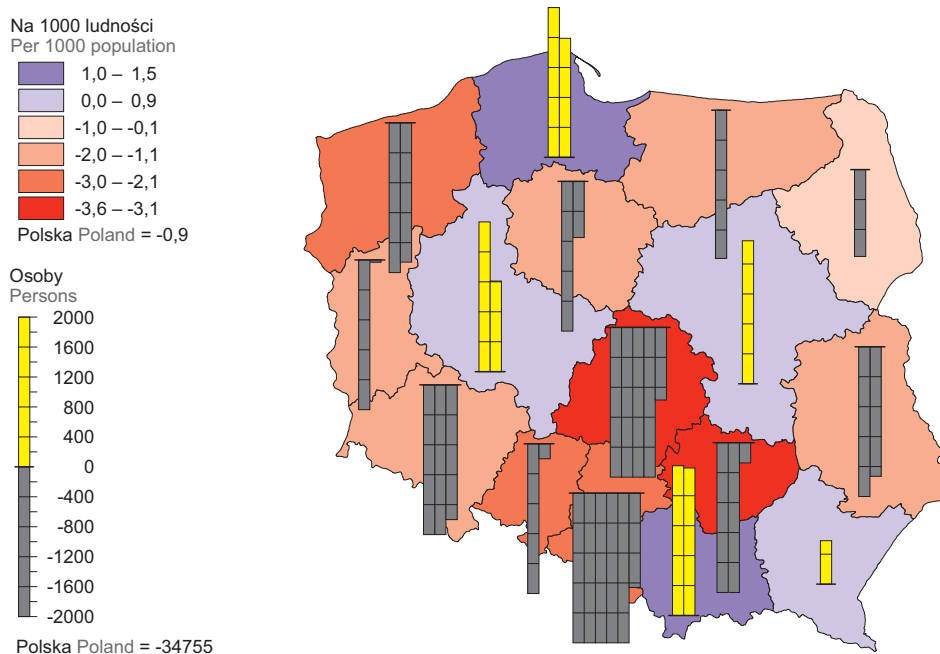 Na 1000 ludności
Per 1000 population
1,0 – 1,5
0,0 – 0,9
-1,0 – -0,1
-2,0 – -1,1
-3,0 – -2,1
-3,6 – -3,1
Polska Poland = -0,9
Osoby
Persons
2000
1600
1200
800
400
0
-400
-800
-1200
-1600
-2000
Polska Poland = -34755